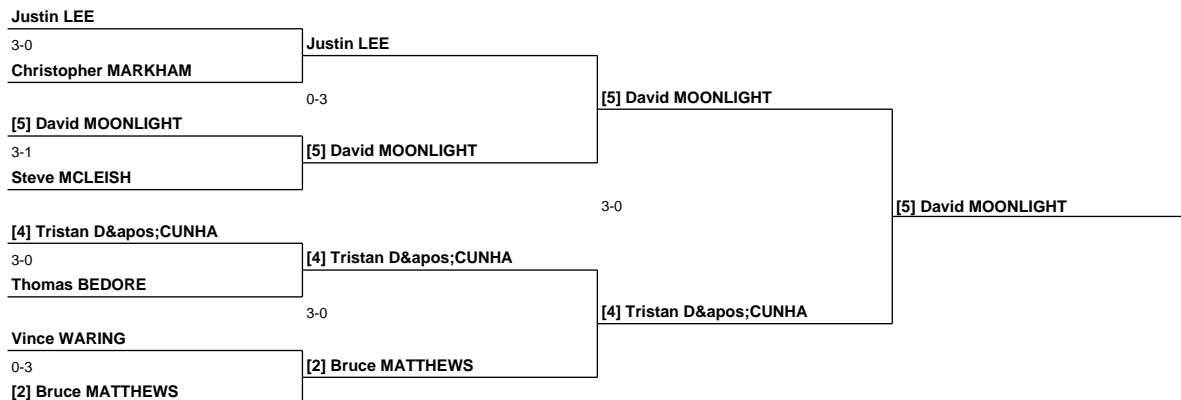 Justin LEE
3-0
Christopher MARKHAM
Justin LEE
0-3
[5] David MOONLIGHT
[5] David MOONLIGHT
3-1
Steve MCLEISH
[5] David MOONLIGHT
3-0
[5] David MOONLIGHT
[4] Tristan D&apos;CUNHA
3-0
Thomas BEDORE
[4] Tristan D&apos;CUNHA
3-0
[4] Tristan D&apos;CUNHA
Vince WARING
0-3
[2] Bruce MATTHEWS
[2] Bruce MATTHEWS